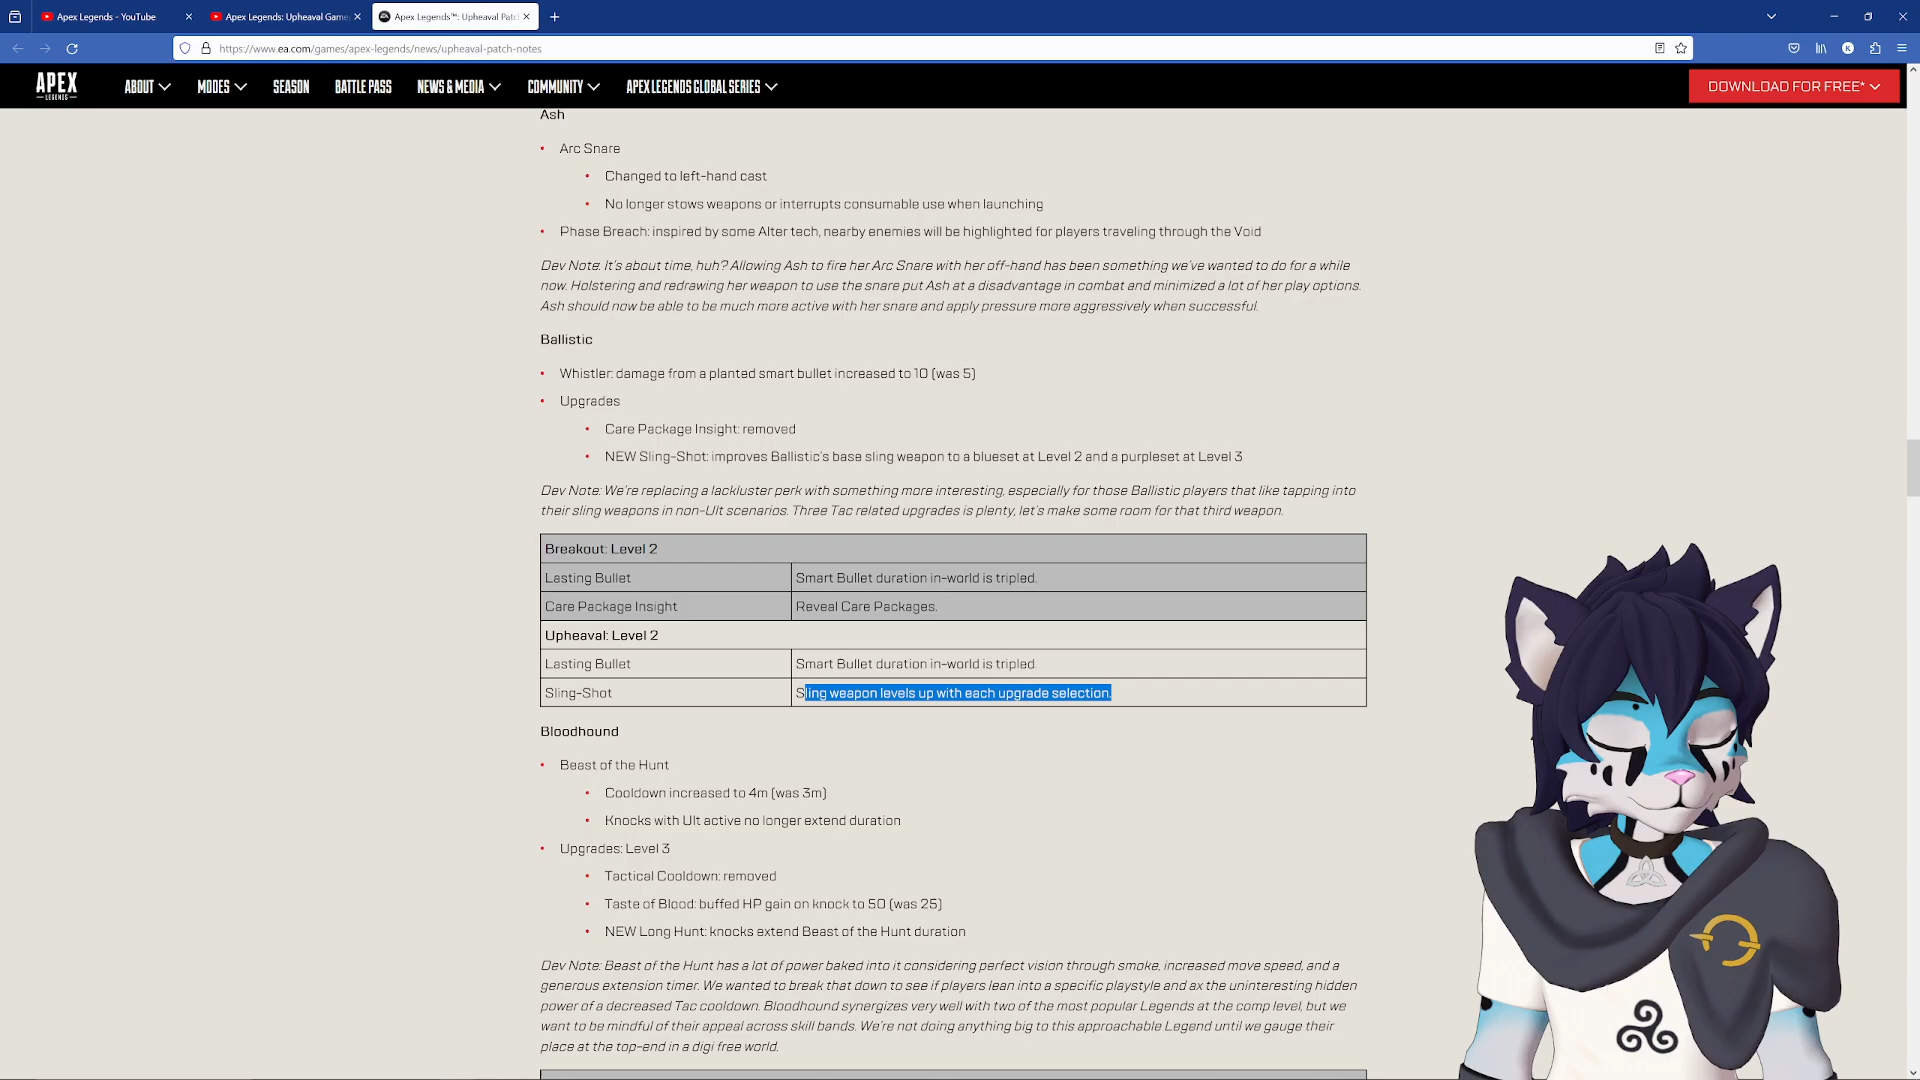 Apex Legends - YouTube
Apex Legends: Upheaval Game
Apex Legends™: Upheaval Patc
https://www.ea.com/games/apex-legends/news/upheaval-patch-notes
K
APEX
LEGENDS
ABOUT
MODES
SEASON
BATTLE PASS
NEWS & MEDIA
COMMUNITY
APEX LEGENDS GLOBAL SERIES
DOWNLOAD FOR FREE*
Ash
• Arc Snare
• Changed to left-hand cast
• No longer stows weapons or interrupts consumable use when launching
• Phase Breach: inspired by some Alter tech, nearby enemies will be highlighted for players traveling through the Void
Dev Note: It's about time, huh? Allowing Ash to fire her Arc Snare with her off-hand has been something we've wanted to do for a while
now. Holstering and redrawing her weapon to use the snare put Ash at a disadvantage in combat and minimized a lot of her play options.
Ash should now be able to be much more active with her snare and apply pressure more aggressively when successful.
Ballistic
• Whistler: damage from a planted smart bullet increased to 10 (was 5)
• Upgrades
• Care Package Insight: removed
• NEW Sling-Shot: improves Ballistic's base sling weapon to a blueset at Level 2 and a purpleset at Level 3
Dev Note: We're replacing a lackluster perk with something more interesting, especially for those Ballistic players that like tapping into
their sling weapons in non-Ult scenarios. Three Tac related upgrades is plenty, let's make some room for that third weapon.
Breakout: Level 2
Lasting Bullet Smart Bullet duration in-world is tripled.
Care Package Insight Reveal Care Packages.
Upheaval: Level 2
Lasting Bullet Smart Bullet duration in-world is tripled.
Sling-Shot Sling weapon levels up with each upgrade selection.
Bloodhound
• Beast of the Hunt
• Cooldown increased to 4m (was 3m)
• Knocks with Ult active no longer extend duration
• Upgrades: Level 3
• Tactical Cooldown: removed
• Taste of Blood: buffed HP gain on knock to 50 (was 25)
• NEW Long Hunt: knocks extend Beast of the Hunt duration
Dev Note: Beast of the Hunt has a lot of power baked into it considering perfect vision through smoke, increased move speed, and a
generous extension timer. We wanted to break that down to see if players lean into a specific playstyle and ax the uninteresting hidden
power of a decreased Tac cooldown. Bloodhound synergizes very well with two of the most popular Legends at the comp level, but we
want to be mindful of their appeal across skill bands. We're not doing anything big to this approachable Legend until we gauge their
place at the top-end in a digi free world.